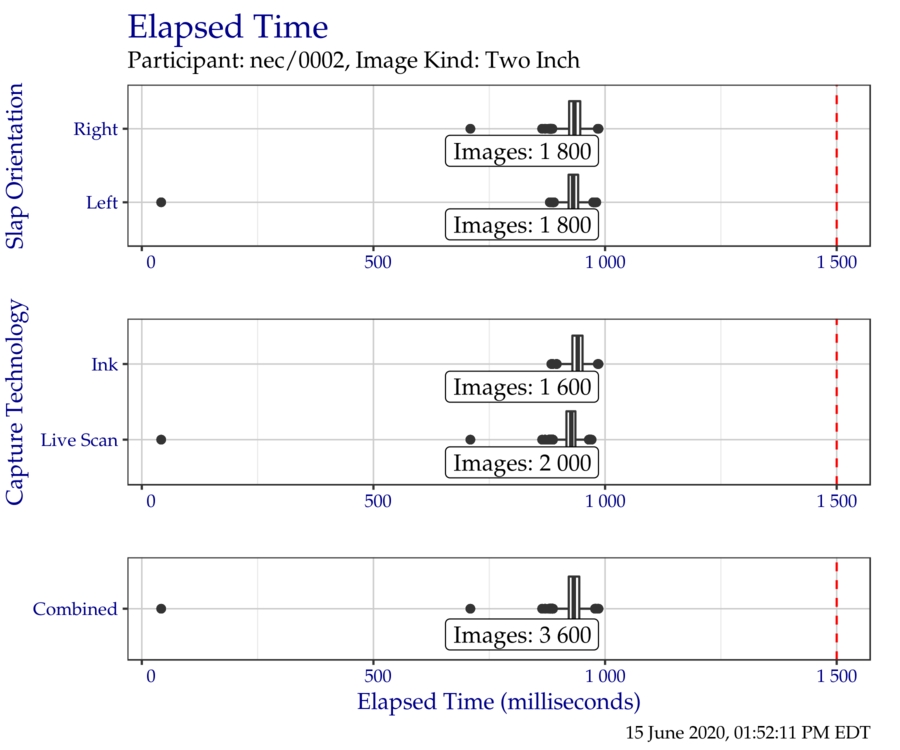 Elapsed Time
Participant: nec/0002, Image Kind: Two Inch
Slap Orientation
Right
Images: 1 800
Left
Images: 1 800
0 500 1 000 1 500
Capture Technology
Ink
Images: 1 600
Live Scan
Images: 2 000
0 500 1 000 1 500
Combined
Images: 3 600
0 500 1 000 1 500
Elapsed Time (milliseconds)
15 June 2020, 01:52:11 PM EDT